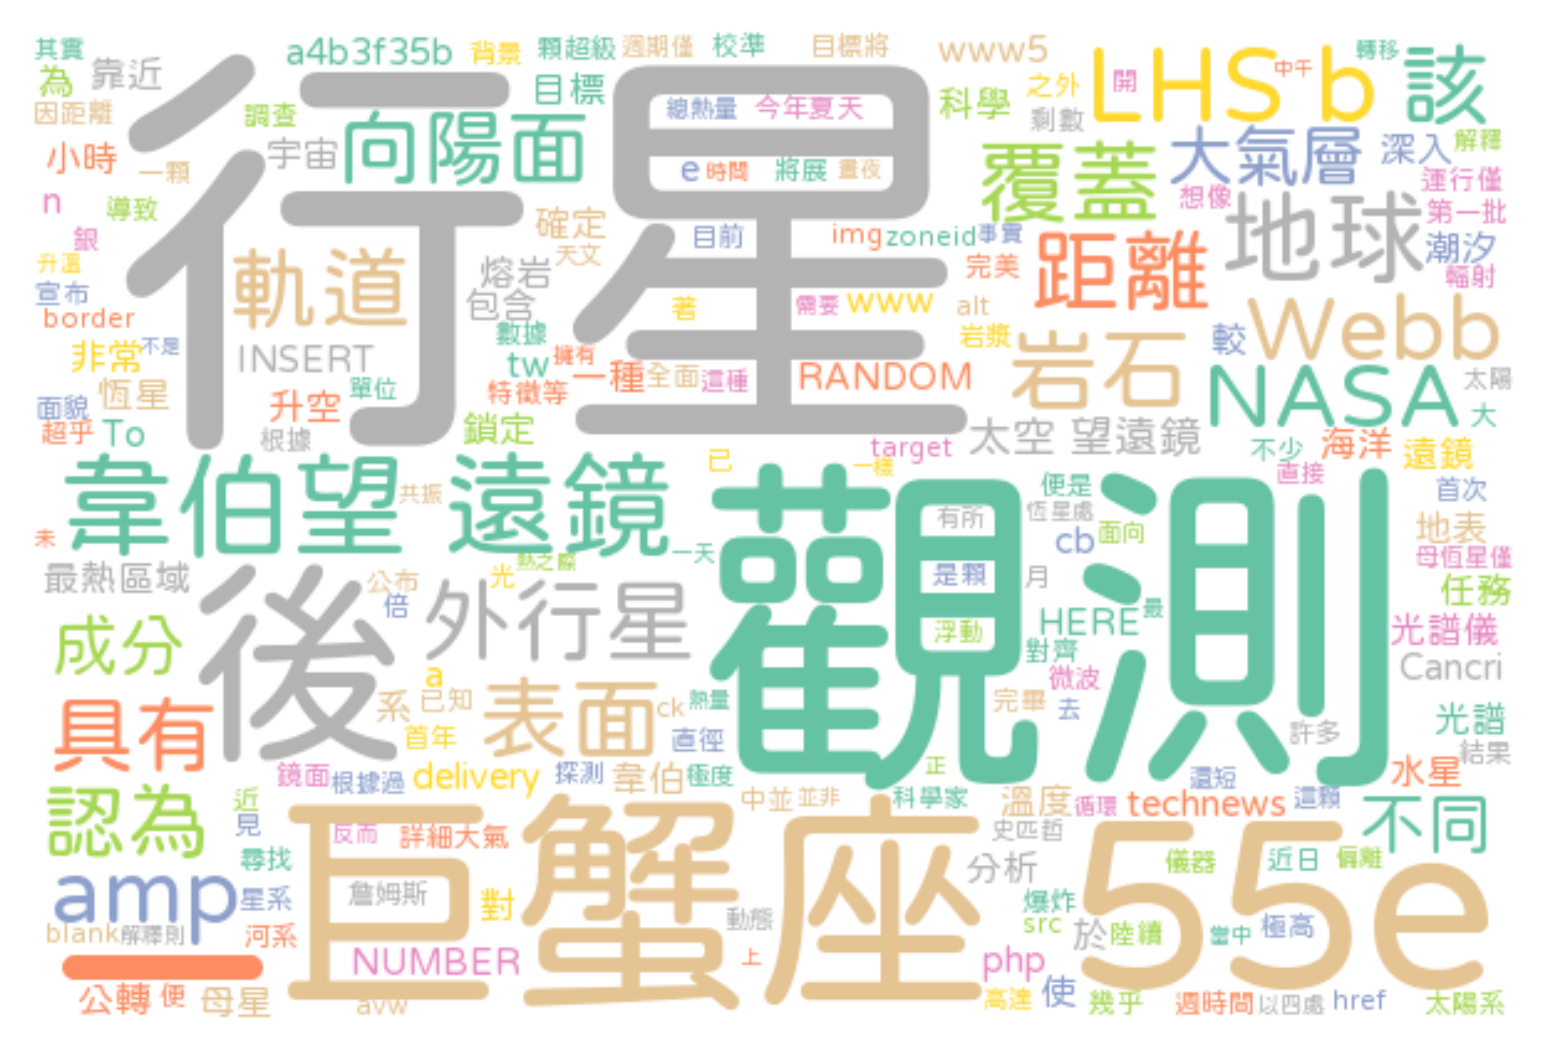 其實 a4b3f35b 背景 顆超級 週期僅 校準 目標將 www5 轉移
為 靠近 目標 總熱量 今年夏天 科學 之外 開 LHS 中午 b 該
因距離 調查 宇宙 向陽面 行星 剩數 大氣層 深入 解釋
小時 一顆 e 時間 將展 晝夜 覆蓋 想像 運行僅
n 導致 確定 地球 第一批
銀 天文 目前 img zoneid 事實 距離 潮汐
升溫 軌道 熔岩 完美 輻射
宣布 包含 著 需要 www alt
border 數據 岩漿 岩石 較 Webb
非常 不是 INSERT tw 擁有 一種 全面 這種 RANDOM NASA 太陽
面貌 恆星 單位 特徵等 大
超乎 To 升空 根據 鎖定 target 太空 望遠鏡 不少 海洋 遠鏡
韋伯望 遠鏡 共振 已 一樣 直接
未 便是 恆星處 首次
一天 有所 cb 面向 地表
最熱區域 公布 熱之關 光 觀測 是顆 月 母恆星僅
倍 後 外行星 HERE 最 任務
成分 浮動 對齊 光譜儀
a 微波 Cancri
具有 系 已知 表面 ck 熱量 完畢 去 光譜
首年 直徑 許多 結果
鏡面 根據過 delivery 探測 韋伯 極度 正 還短 水星
認為 近 中並 並非 科學家 溫度 循環 technews 這顆 不同
見 反而 詳細大氣 史匹哲
尋找 巨蟹座 分析 儀器 近日 偏離 55e
amp 星系 詹姆斯 對 動態 爆炸
blank 解釋則 河系 src 於 陸續 當中 極高
一 NUMBER 上 php
公轉 便 母星 avw 高達 使 幾乎 週時間 以四處 href 太陽系